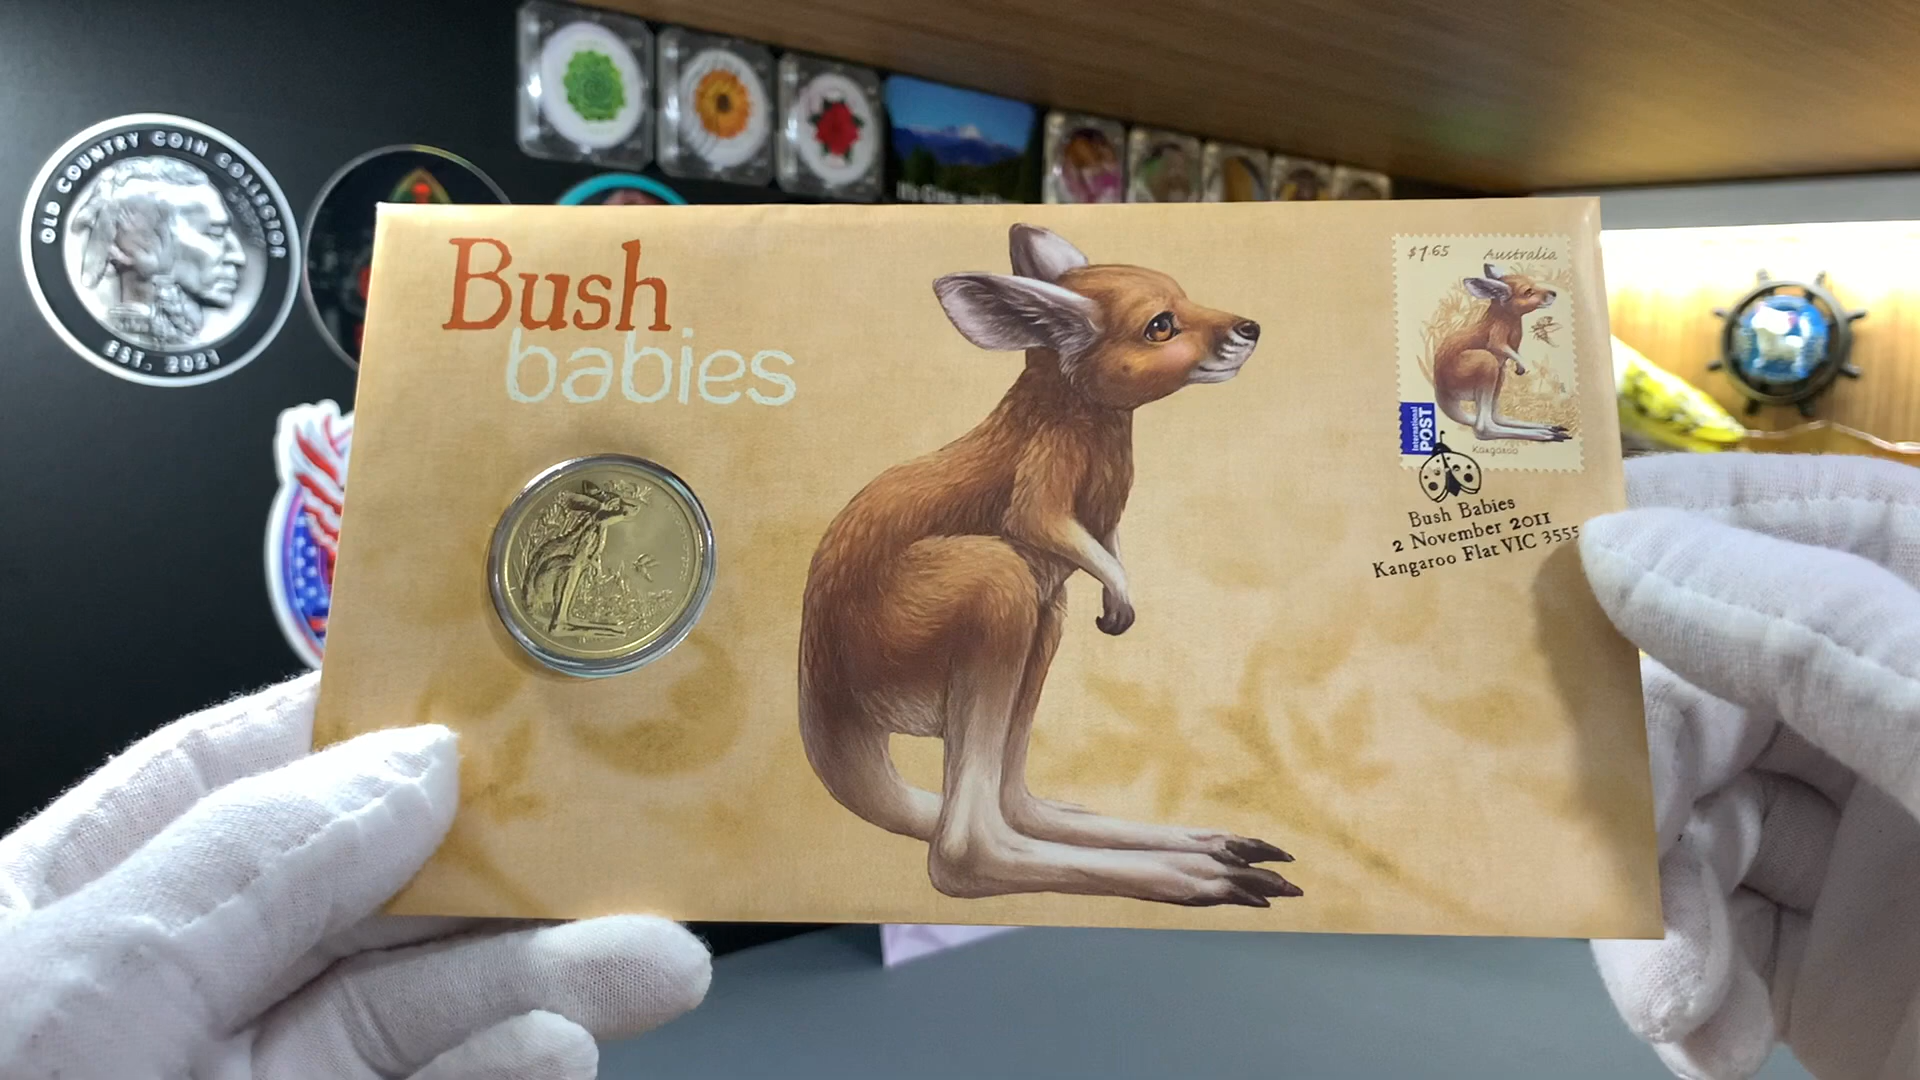 OLD COUNTRY COIN COLLECTOR
EST. 2021
Bush
babies
$1.65 Australia
International
POST
Kangaroo
Bush Babies
2 November 2011
Kangaroo Flat VIC 3555